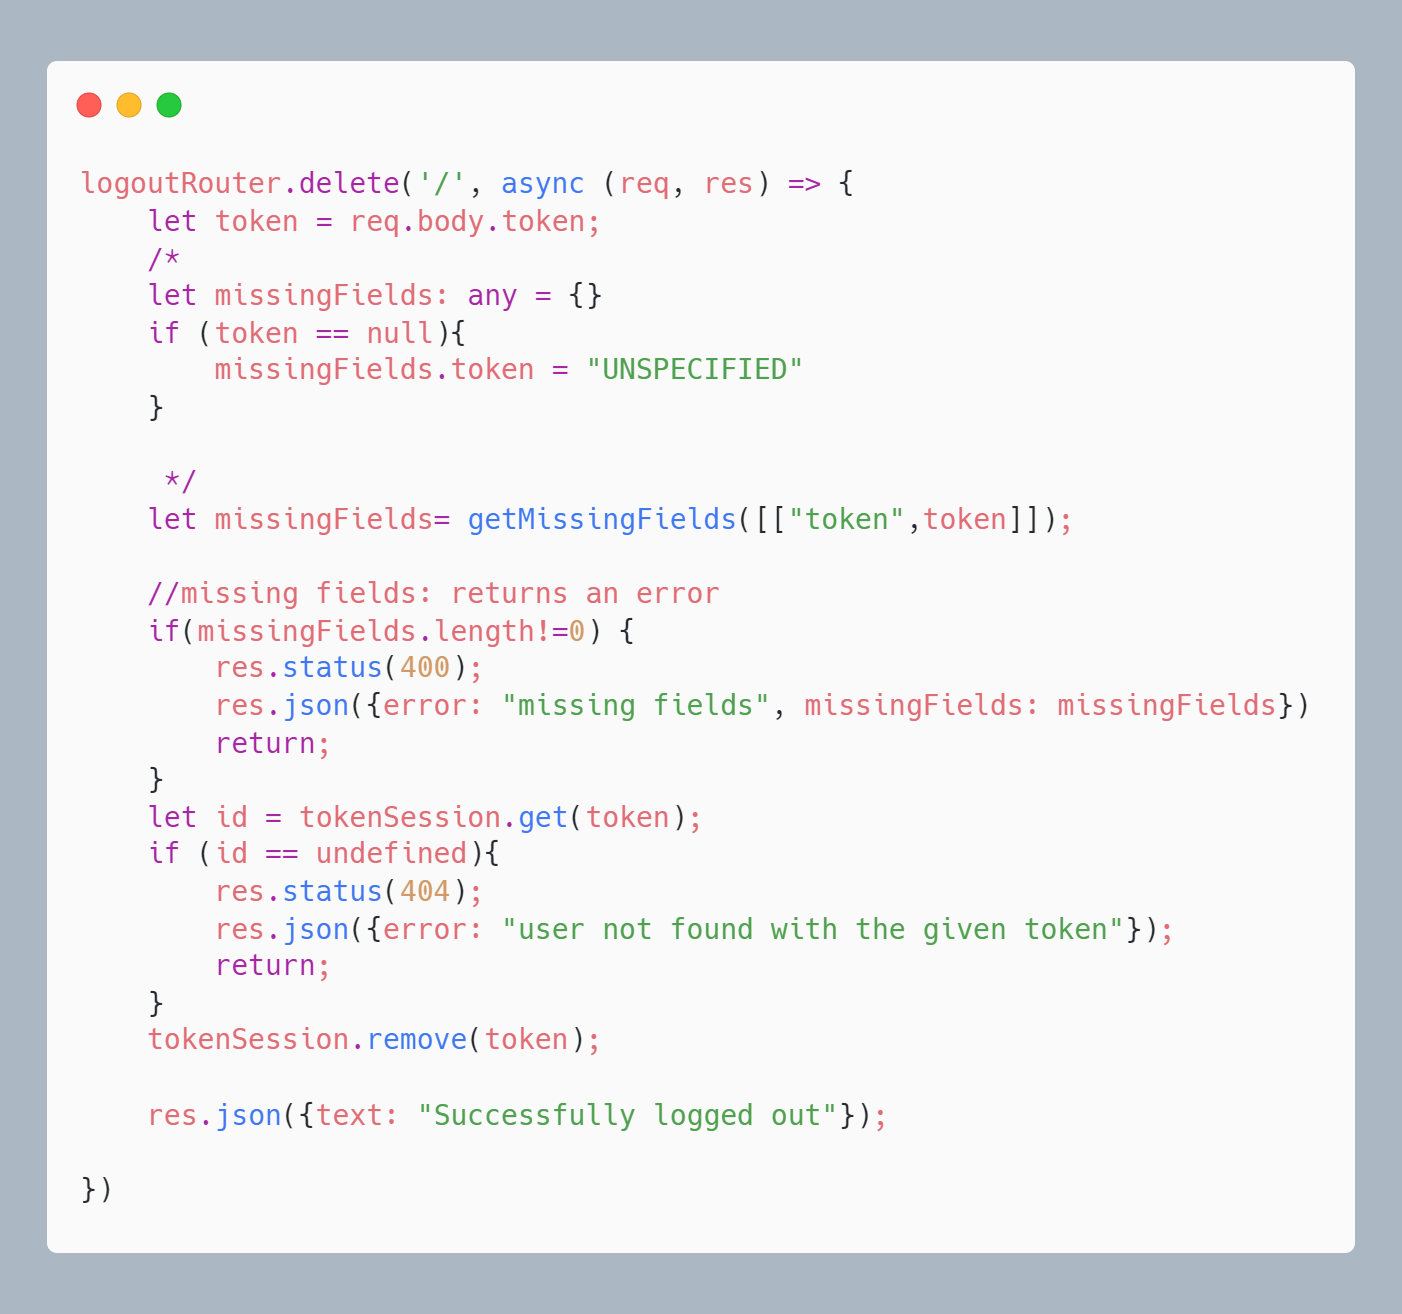 logoutRouter.delete('/', async (req, res) => {
    let token = req.body.token;
    /*
    let missingFields: any = {}
    if (token == null){
        missingFields.token = "UNSPECIFIED"
    }

     */
    let missingFields= getMissingFields([["token",token]]);

    //missing fields: returns an error
    if(missingFields.length!=0) {
        res.status(400);
        res.json({error: "missing fields", missingFields: missingFields})
        return;
    }
    let id = tokenSession.get(token);
    if (id == undefined){
        res.status(404);
        res.json({error: "user not found with the given token"});
        return;
    }
    tokenSession.remove(token);

    res.json({text: "Successfully logged out"});

})